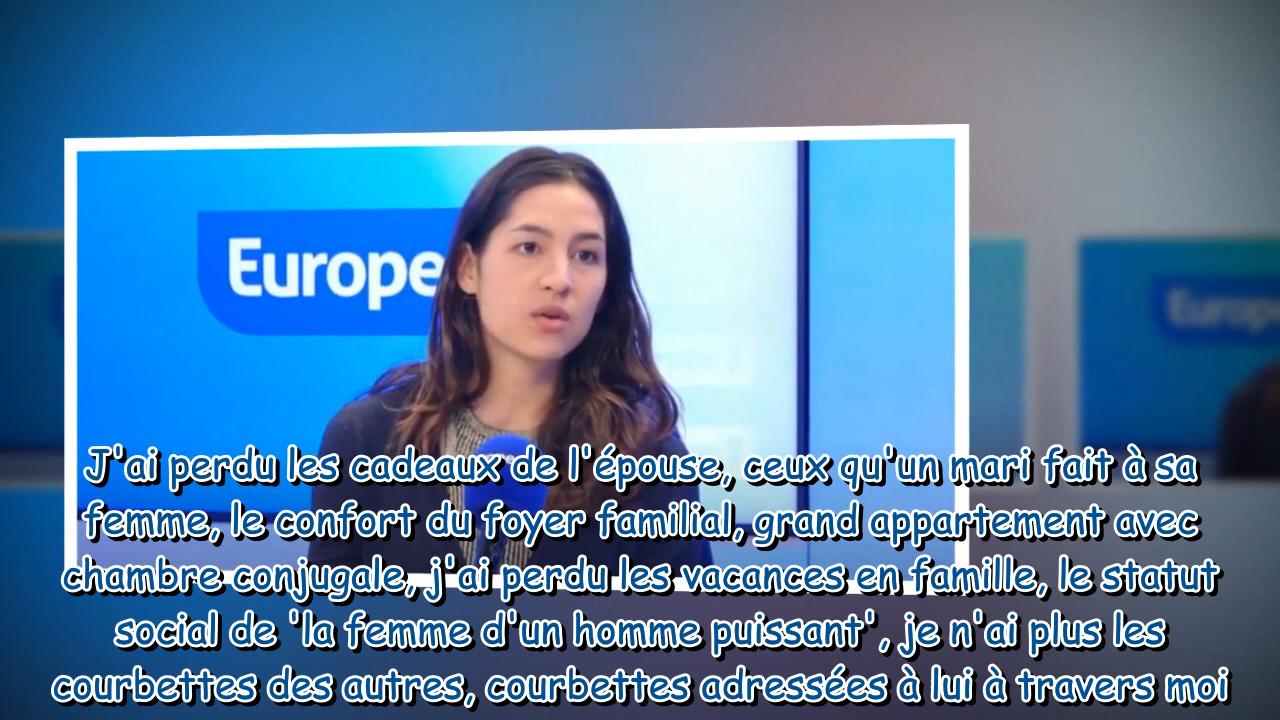 Europe
Europe
J'ai perdu les cadeaux de l'épouse, ceux qu'un mari fait à sa
femme, le confort du foyer familial, grand appartement avec
chambre conjugale, j'ai perdu les vacances en famille, le statut
social de 'la femme d'un homme puissant', je n'ai plus les
courbettes des autres, courbettes adressées à lui à travers moi